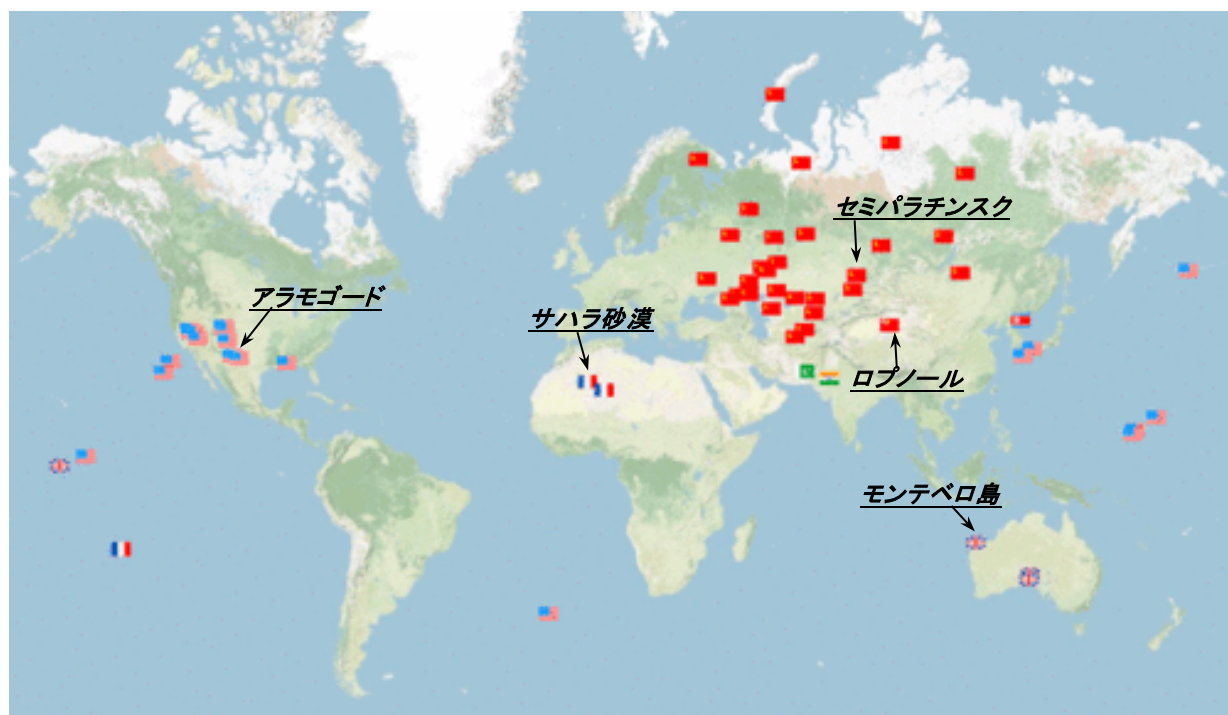 セミパラチンスク
アラモゴード
サハラ砂漠
ロプノール
モンテベロ島